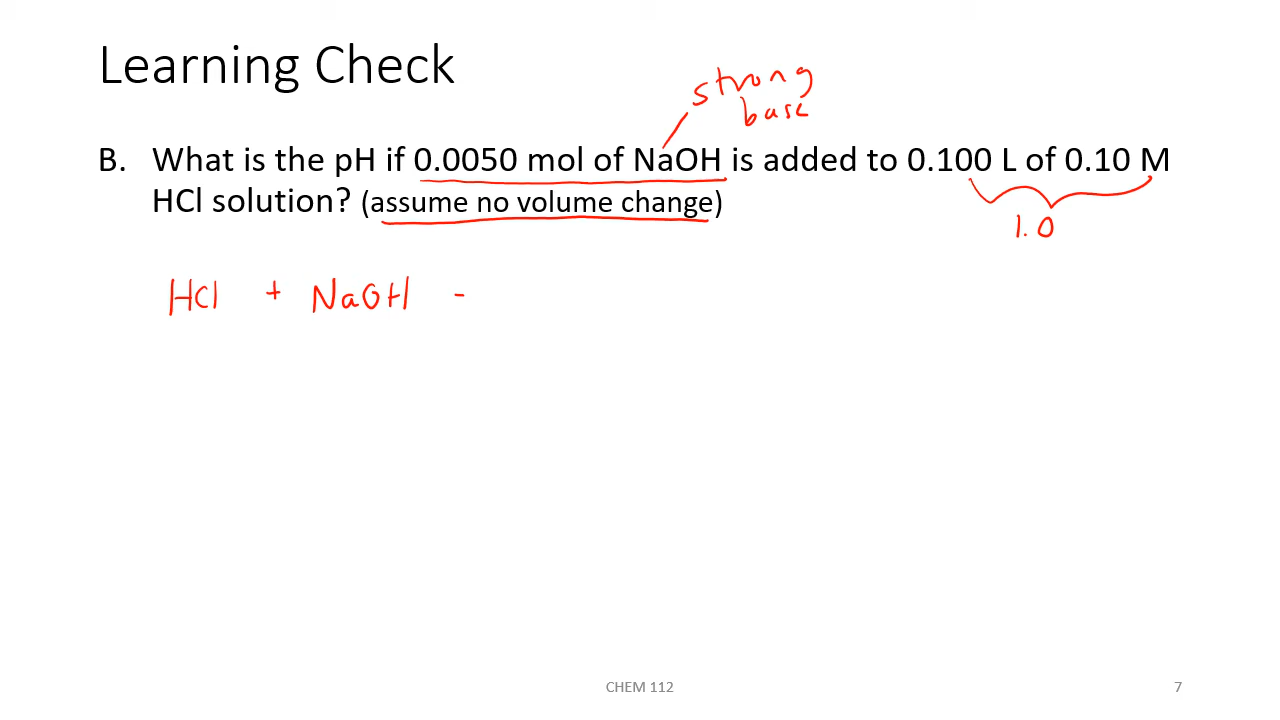 Learning Check
strong
base
B. What is the pH if 0.0050 mol of NaOH is added to 0.100 L of 0.10 M
HCl solution? (assume no volume change)
1.0
HCl + NaOH -
CHEM 112
7